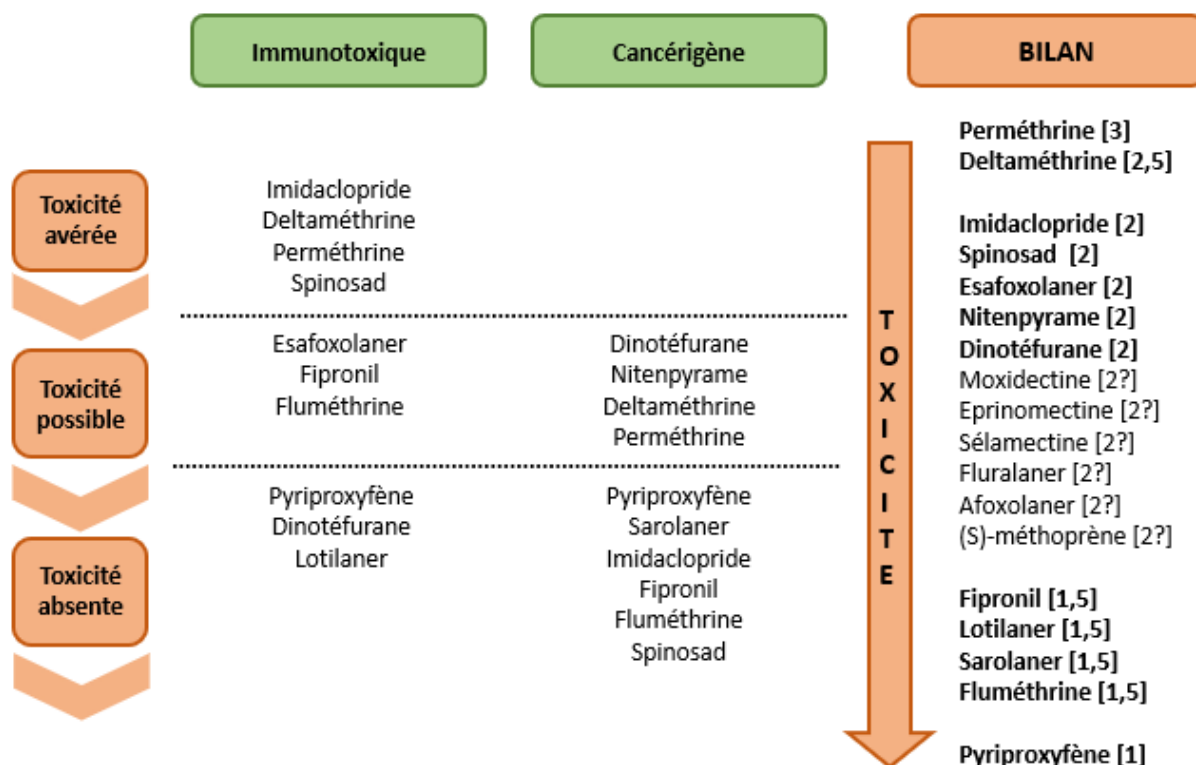 Immunotoxique
Cancérigène
BILAN
Toxicité
avérée
Imidaclopride
Deltaméthrine
Perméthrine
Spinosad
Toxicité
possible
Esafoxolaner
Fipronil
Fluméthrine
Dinotéfurane
Nitenpyrame
Deltaméthrine
Perméthrine
Toxicité
absente
Pyriproxyfène
Dinotéfurane
Lotilaner
Pyriproxyfène
Sarolaner
Imidaclopride
Fipronil
Fluméthrine
Spinosad
TOXICITE
Perméthrine [3]
Deltaméthrine [2,5]
Imidaclopride [2]
Spinosad [2]
Esafoxolaner [2]
Nitenpyrame [2]
Dinotéfurane [2]
Moxidectine [2?]
Eprinomectine [2?]
Sélamectine [2?]
Fluralaner [2?]
Afoxolaner [2?]
(S)-méthoprène [2?]
Fipronil [1,5]
Lotilaner [1,5]
Sarolaner [1,5]
Fluméthrine [1,5]
Pyriproxyfène [1]